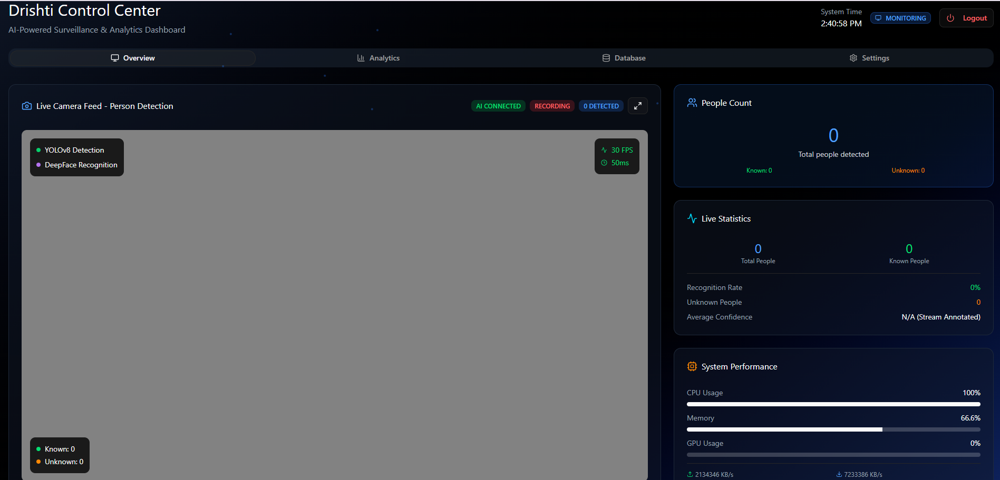 Drishti Control Center
AI-Powered Surveillance & Analytics Dashboard
System Time
2:40:58 PM
MONITORING
Logout
Overview
Analytics
Database
Settings
Live Camera Feed - Person Detection
AI CONNECTED
RECORDING
0 DETECTED
YOLOv8 Detection
DeepFace Recognition
30 FPS
50ms
Known: 0
Unknown: 0
People Count
0
Total people detected
Known: 0
Unknown: 0
Live Statistics
0
Total People
0
Known People
Recognition Rate 0%
Unknown People 0
Average Confidence N/A (Stream Annotated)
System Performance
CPU Usage 100%
Memory 66.6%
GPU Usage 0%
2134346 KB/s
7233386 KB/s